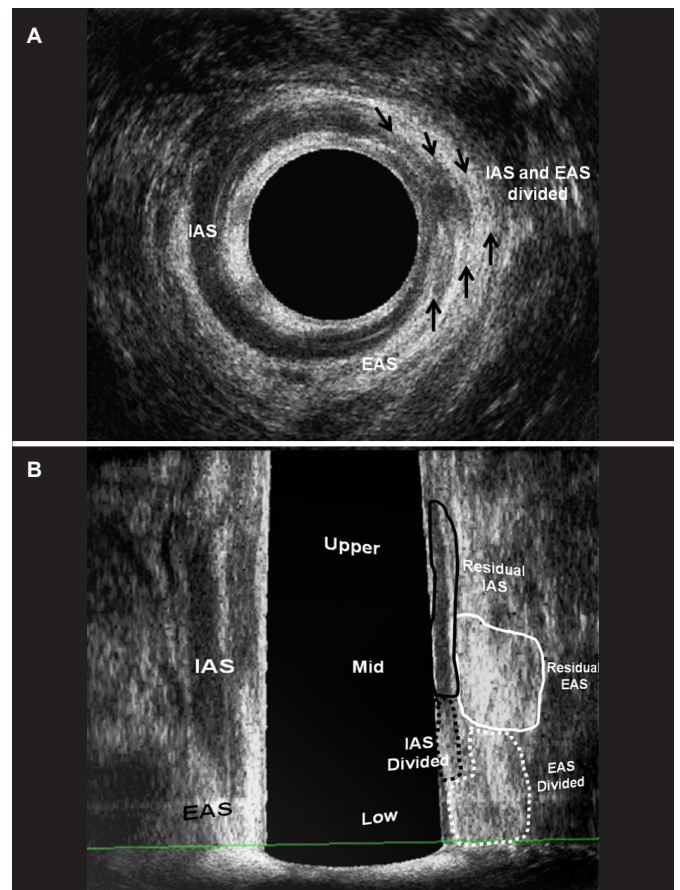 A
IAS and EAS
divided
IAS
EAS
B
Upper
Residual
IAS
IAS
Mid
Residual
EAS
IAS
Divided
EAS
Divided
EAS
Low